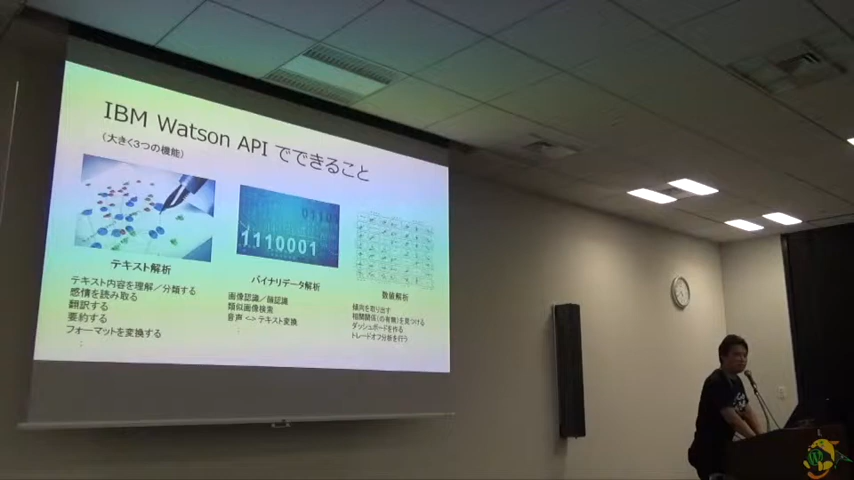 IBM Watson API でできること
(大きく3つの機能)
1110001
テキスト解析
テキスト内容を理解/分類する
感情を読み取る
翻訳する
要約する
フォーマットを変換する
バイナリデータ解析
画像認識/顔認識
類似画像検索
音声 <=> テキスト変換
数値解析
傾向を取り出す
相関関係(の有無)を見つける
ダッシュボードを作る
トレードオフ分析を行う